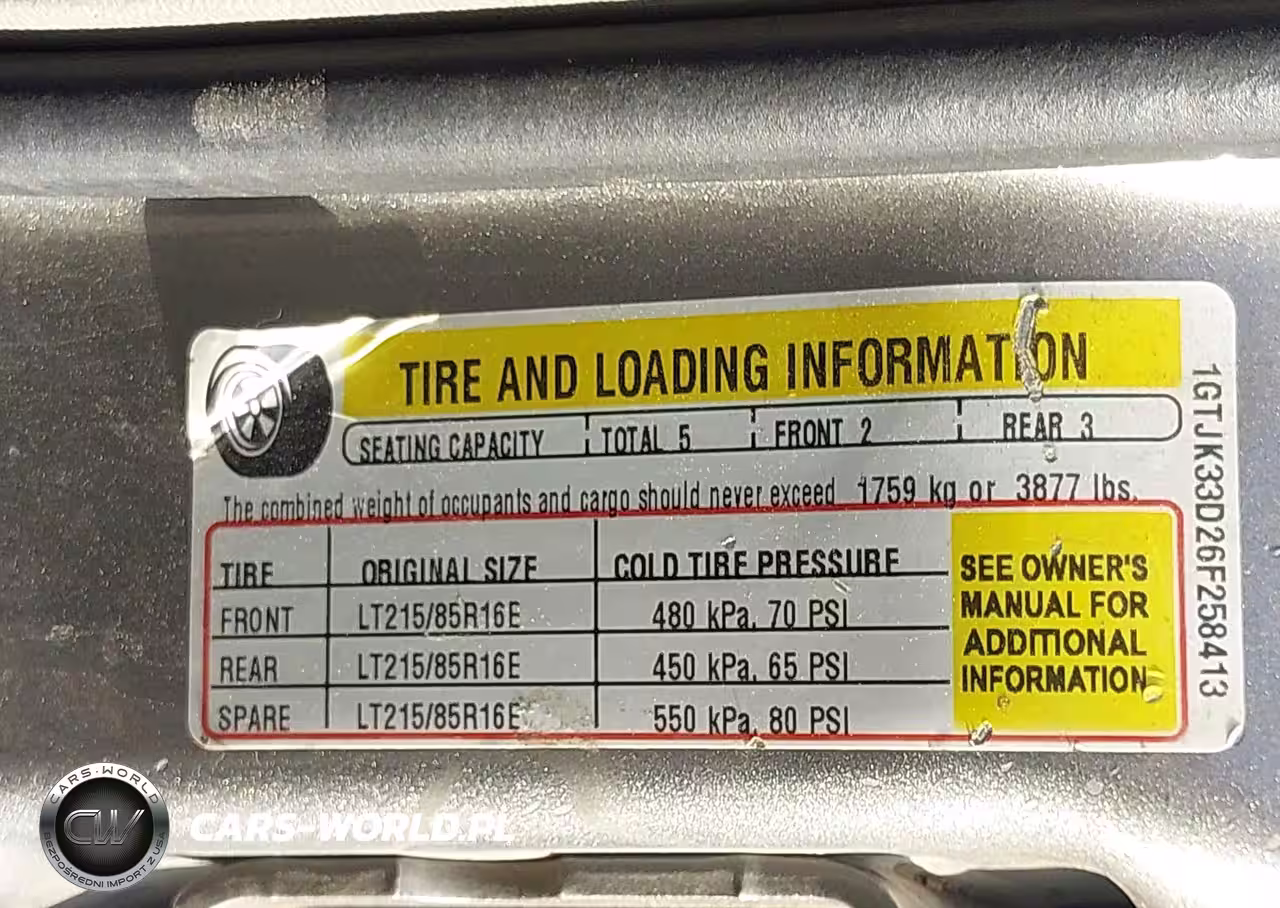 TIRE AND LOADING INFORMATION
SEATING CAPACITY TOTAL 5 FRONT 2 REAR 3
The combined weight of occupants and cargo should never exceed 1759 kg or 3877 lbs.
TIRE ORIGINAL SIZE COLD TIRE PRESSURE
FRONT LT215/85R16E 480 kPa, 70 PSI
REAR LT215/85R16E 450 kPa, 65 PSI
SPARE LT215/85R16E 550 kPa, 80 PSI
SEE OWNER'S
MANUAL FOR
ADDITIONAL
INFORMATION
1GTJK33D26F258413
CARS-WORLD
CW
BEZPOŚREDNI IMPORT Z USA
CARS-WORLD.PL